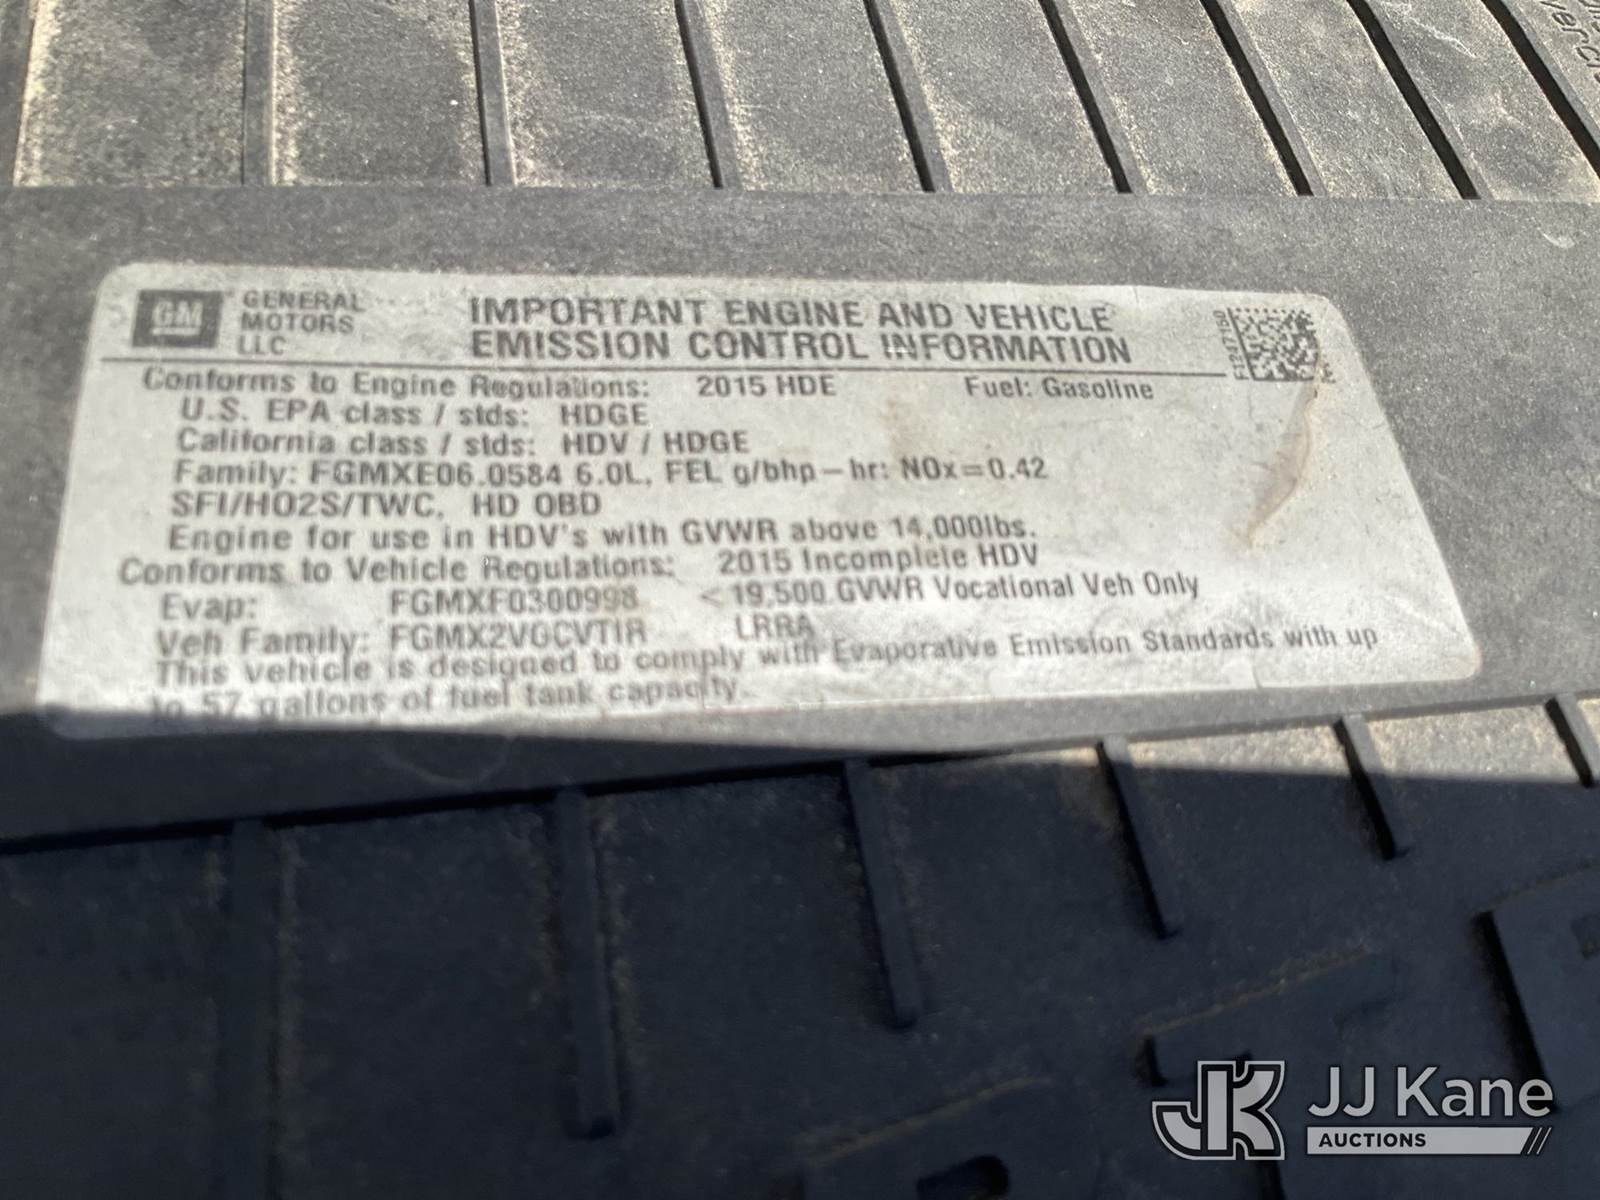 GM GENERAL MOTORS LLC
IMPORTANT ENGINE AND VEHICLE
EMISSION CONTROL INFORMATION
Conforms to Engine Regulations: 2015 HDE Fuel: Gasoline
U.S. EPA class / stds: HDGE
California class / stds: HDV / HDGE
Family: FGMXE06.0584 6.0L, FEL g/bhp-hr: NOx=0.42
SFI/HO2S/TWC, HD OBD
Engine for use in HDV's with GVWR above 14,000lbs.
Conforms to Vehicle Regulations: 2015 Incomplete HDV
Evap: FGMXF0300998 <19,500 GVWR Vocational Veh Only
Veh Family: FGMX2VOCVTIR LRRA
This vehicle is designed to comply with Evaporative Emission Standards with up
to 57 gallons of fuel tank capacity.
JK JJ Kane
AUCTIONS